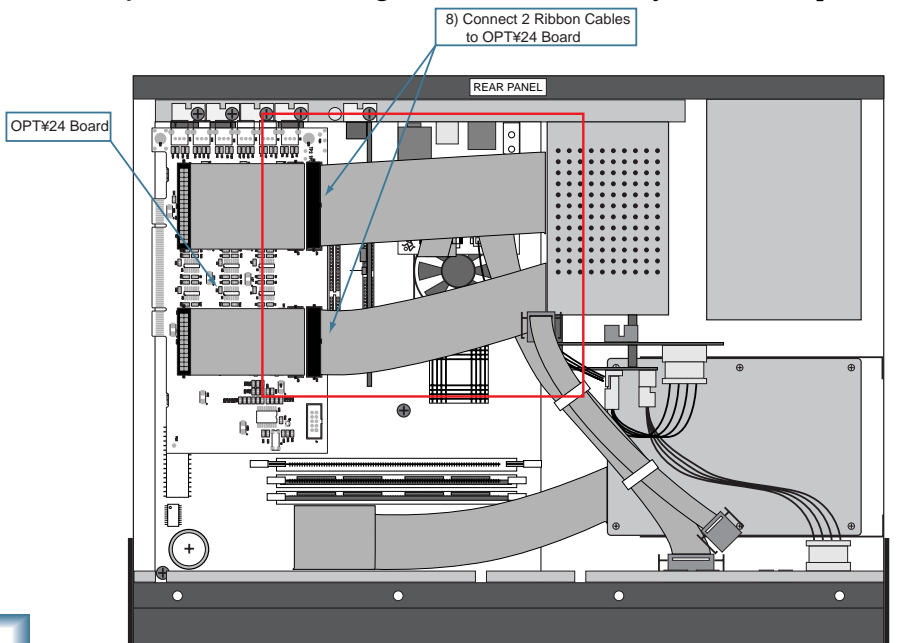 8) Connect 2 Ribbon Cables
to OPT¥24 Board
REAR PANEL
OPT¥24 Board